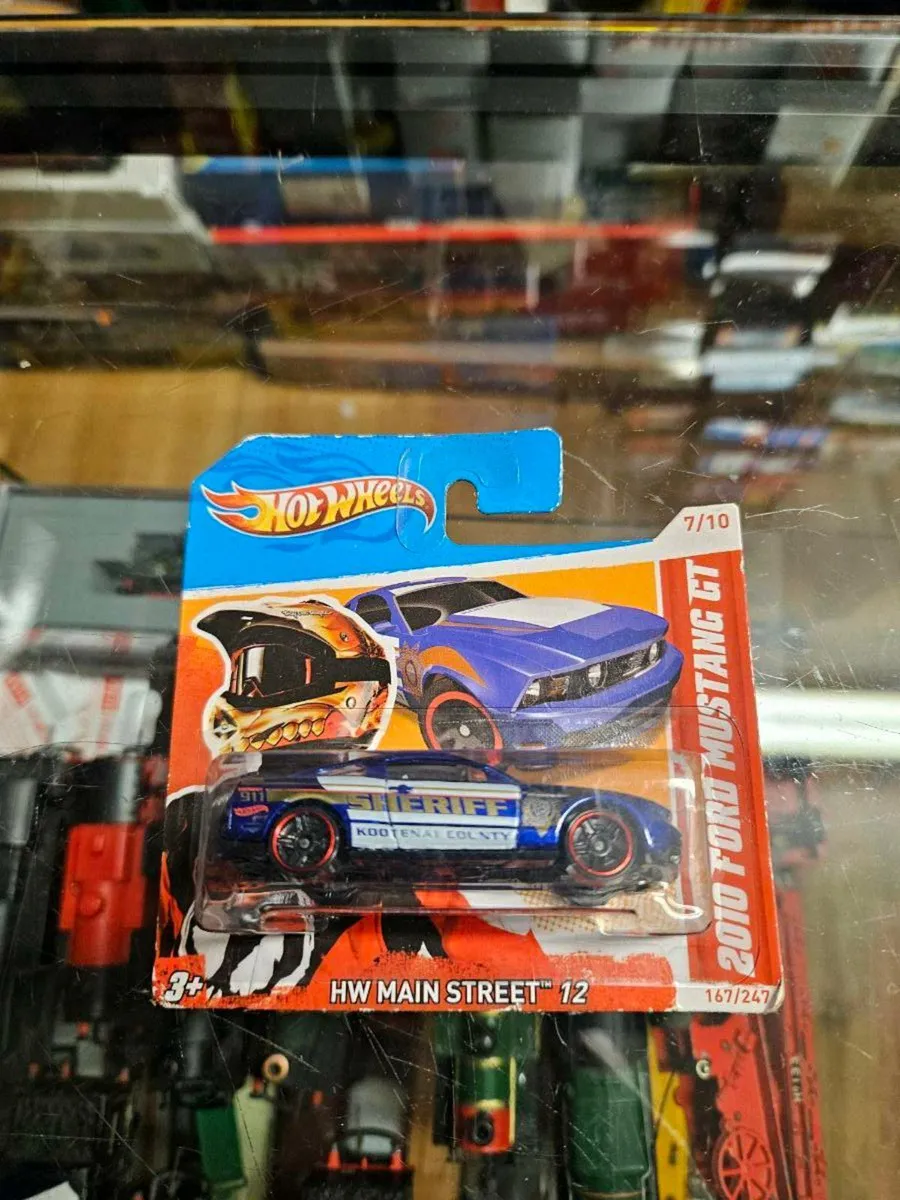 HOT WHEELS
7/10
2010 FORD MUSTANG GT
911
SHERIFF
KOOTENAI COUNTY
3+
HW MAIN STREET™ 12
167/247